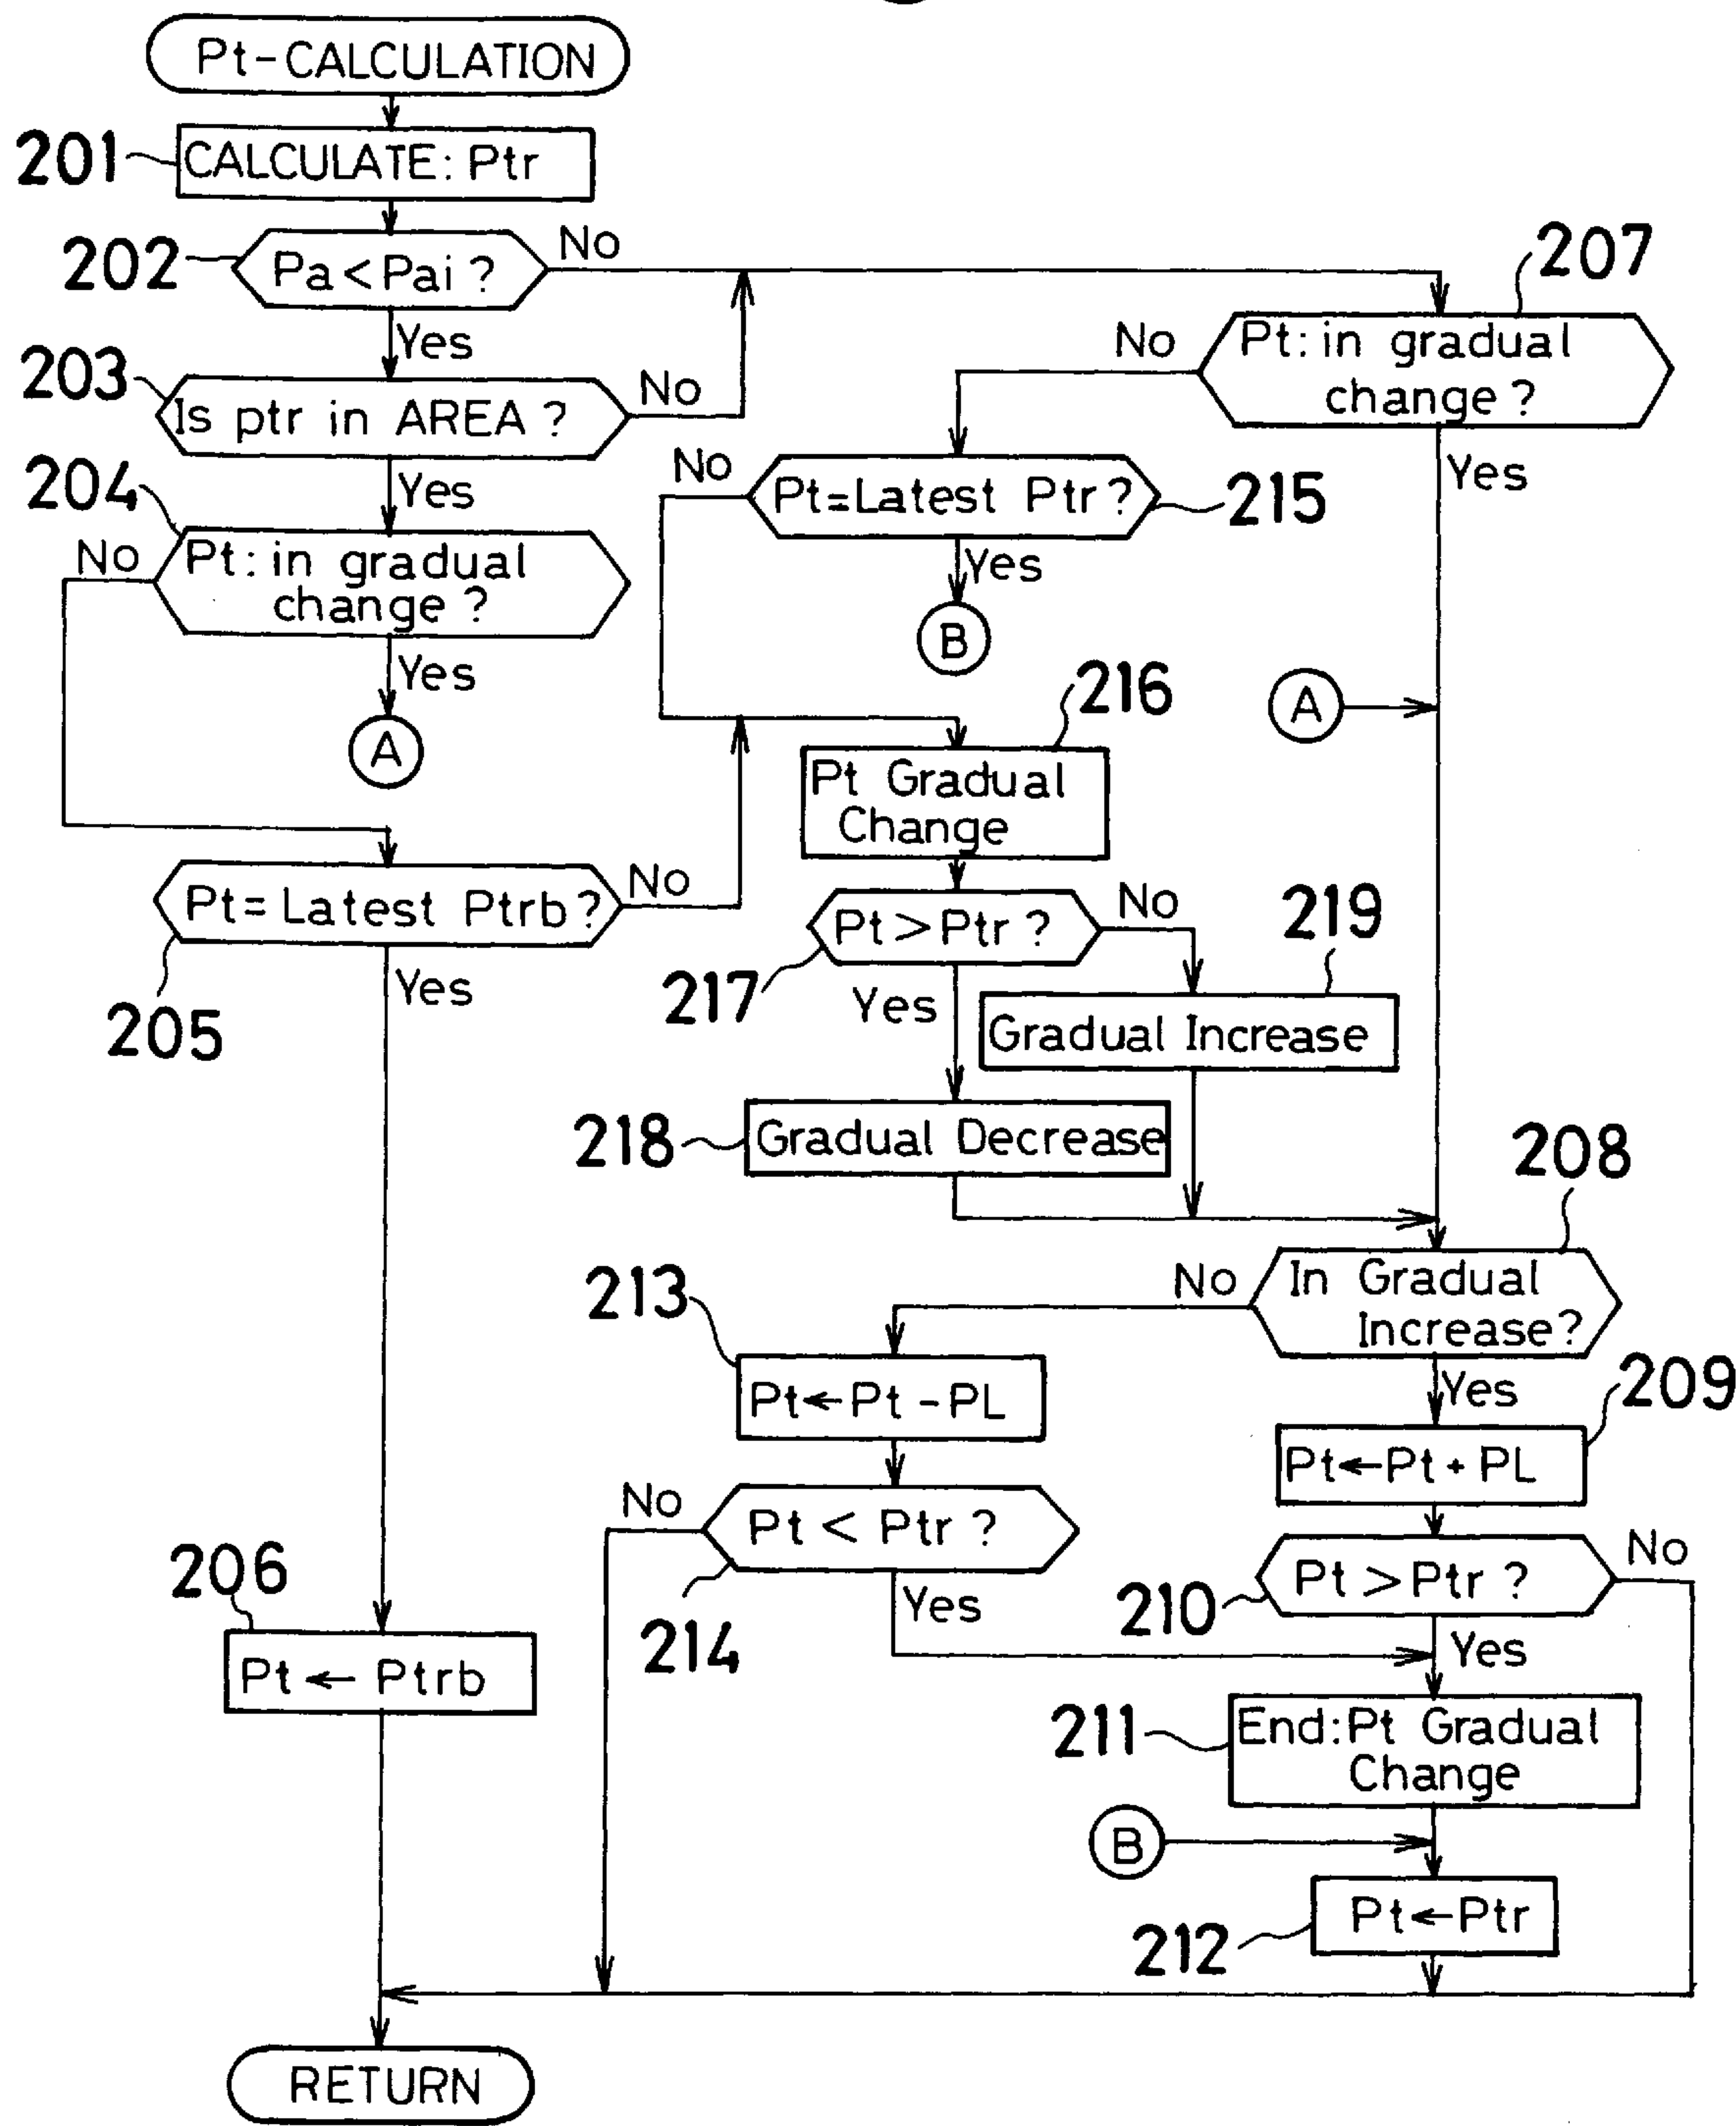 Pt-CALCULATION
201
CALCULATE: Ptr
202
Pa < Pai ?
No
Yes
207
Pt: in gradual
change ?
No
Yes
203
Is ptr in AREA ?
No
Yes
204
Pt: in gradual
change ?
No
Yes
A
215
Pt=Latest Ptr ?
No
Yes
B
A
216
Pt Gradual
Change
205
Pt=Latest Ptrb ?
No
Yes
217
Pt > Ptr ?
No
Yes
219
Gradual Increase
218
Gradual Decrease
208
In Gradual
Increase ?
No
Yes
213
Pt←Pt - PL
209
Pt←Pt + PL
214
Pt < Ptr ?
No
Yes
210
Pt > Ptr ?
No
Yes
206
Pt ← Ptrb
211
End: Pt Gradual
Change
B
212
Pt←Ptr
RETURN